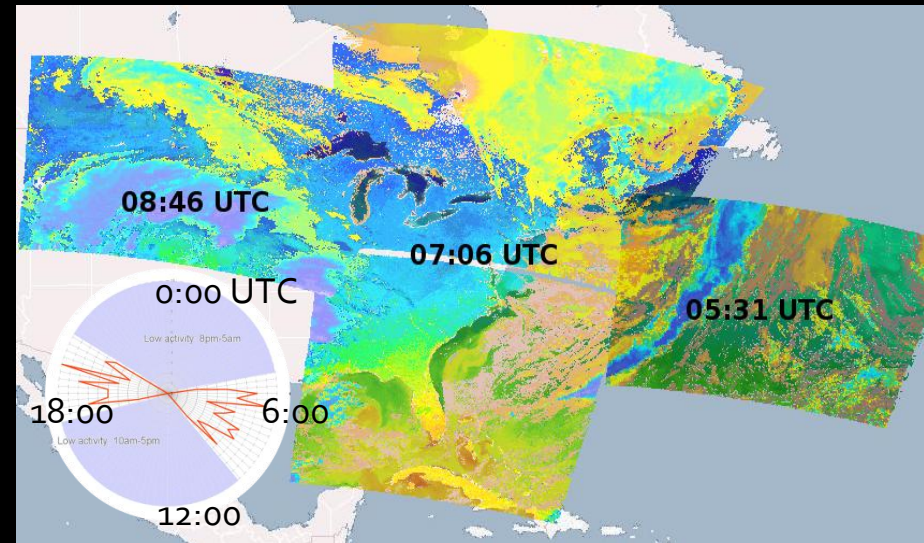 08:46 UTC
07:06 UTC
05:31 UTC
0:00 UTC
Low activity 8pm-5am
18:00
6:00
Low activity 10am-5pm
12:00